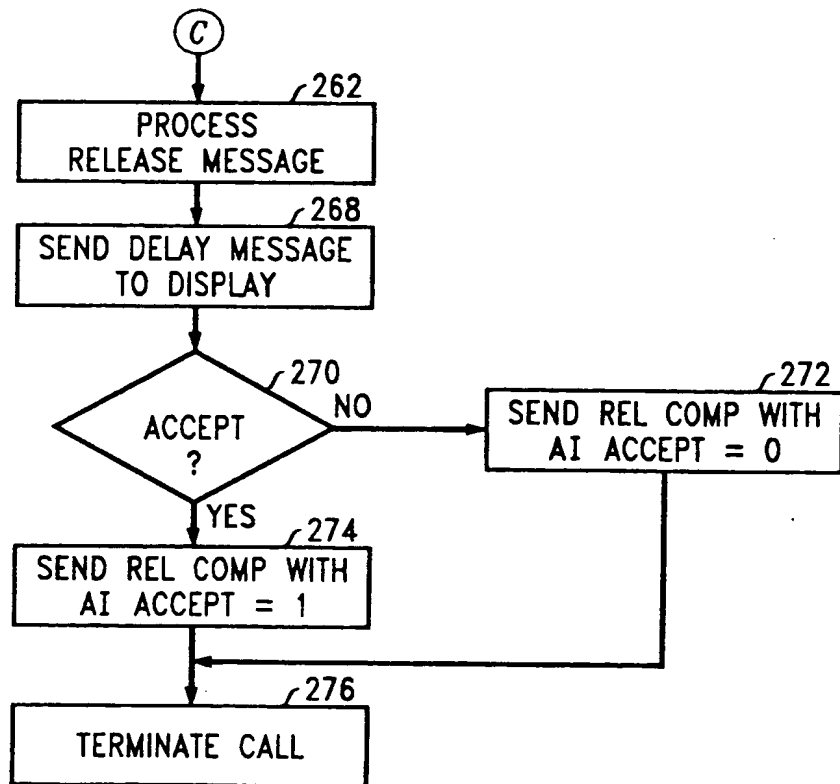 C
262
PROCESS
RELEASE MESSAGE
268
SEND DELAY MESSAGE
TO DISPLAY
270
ACCEPT
?
NO
272
SEND REL COMP WITH
AI ACCEPT = 0
YES
274
SEND REL COMP WITH
AI ACCEPT = 1
276
TERMINATE CALL